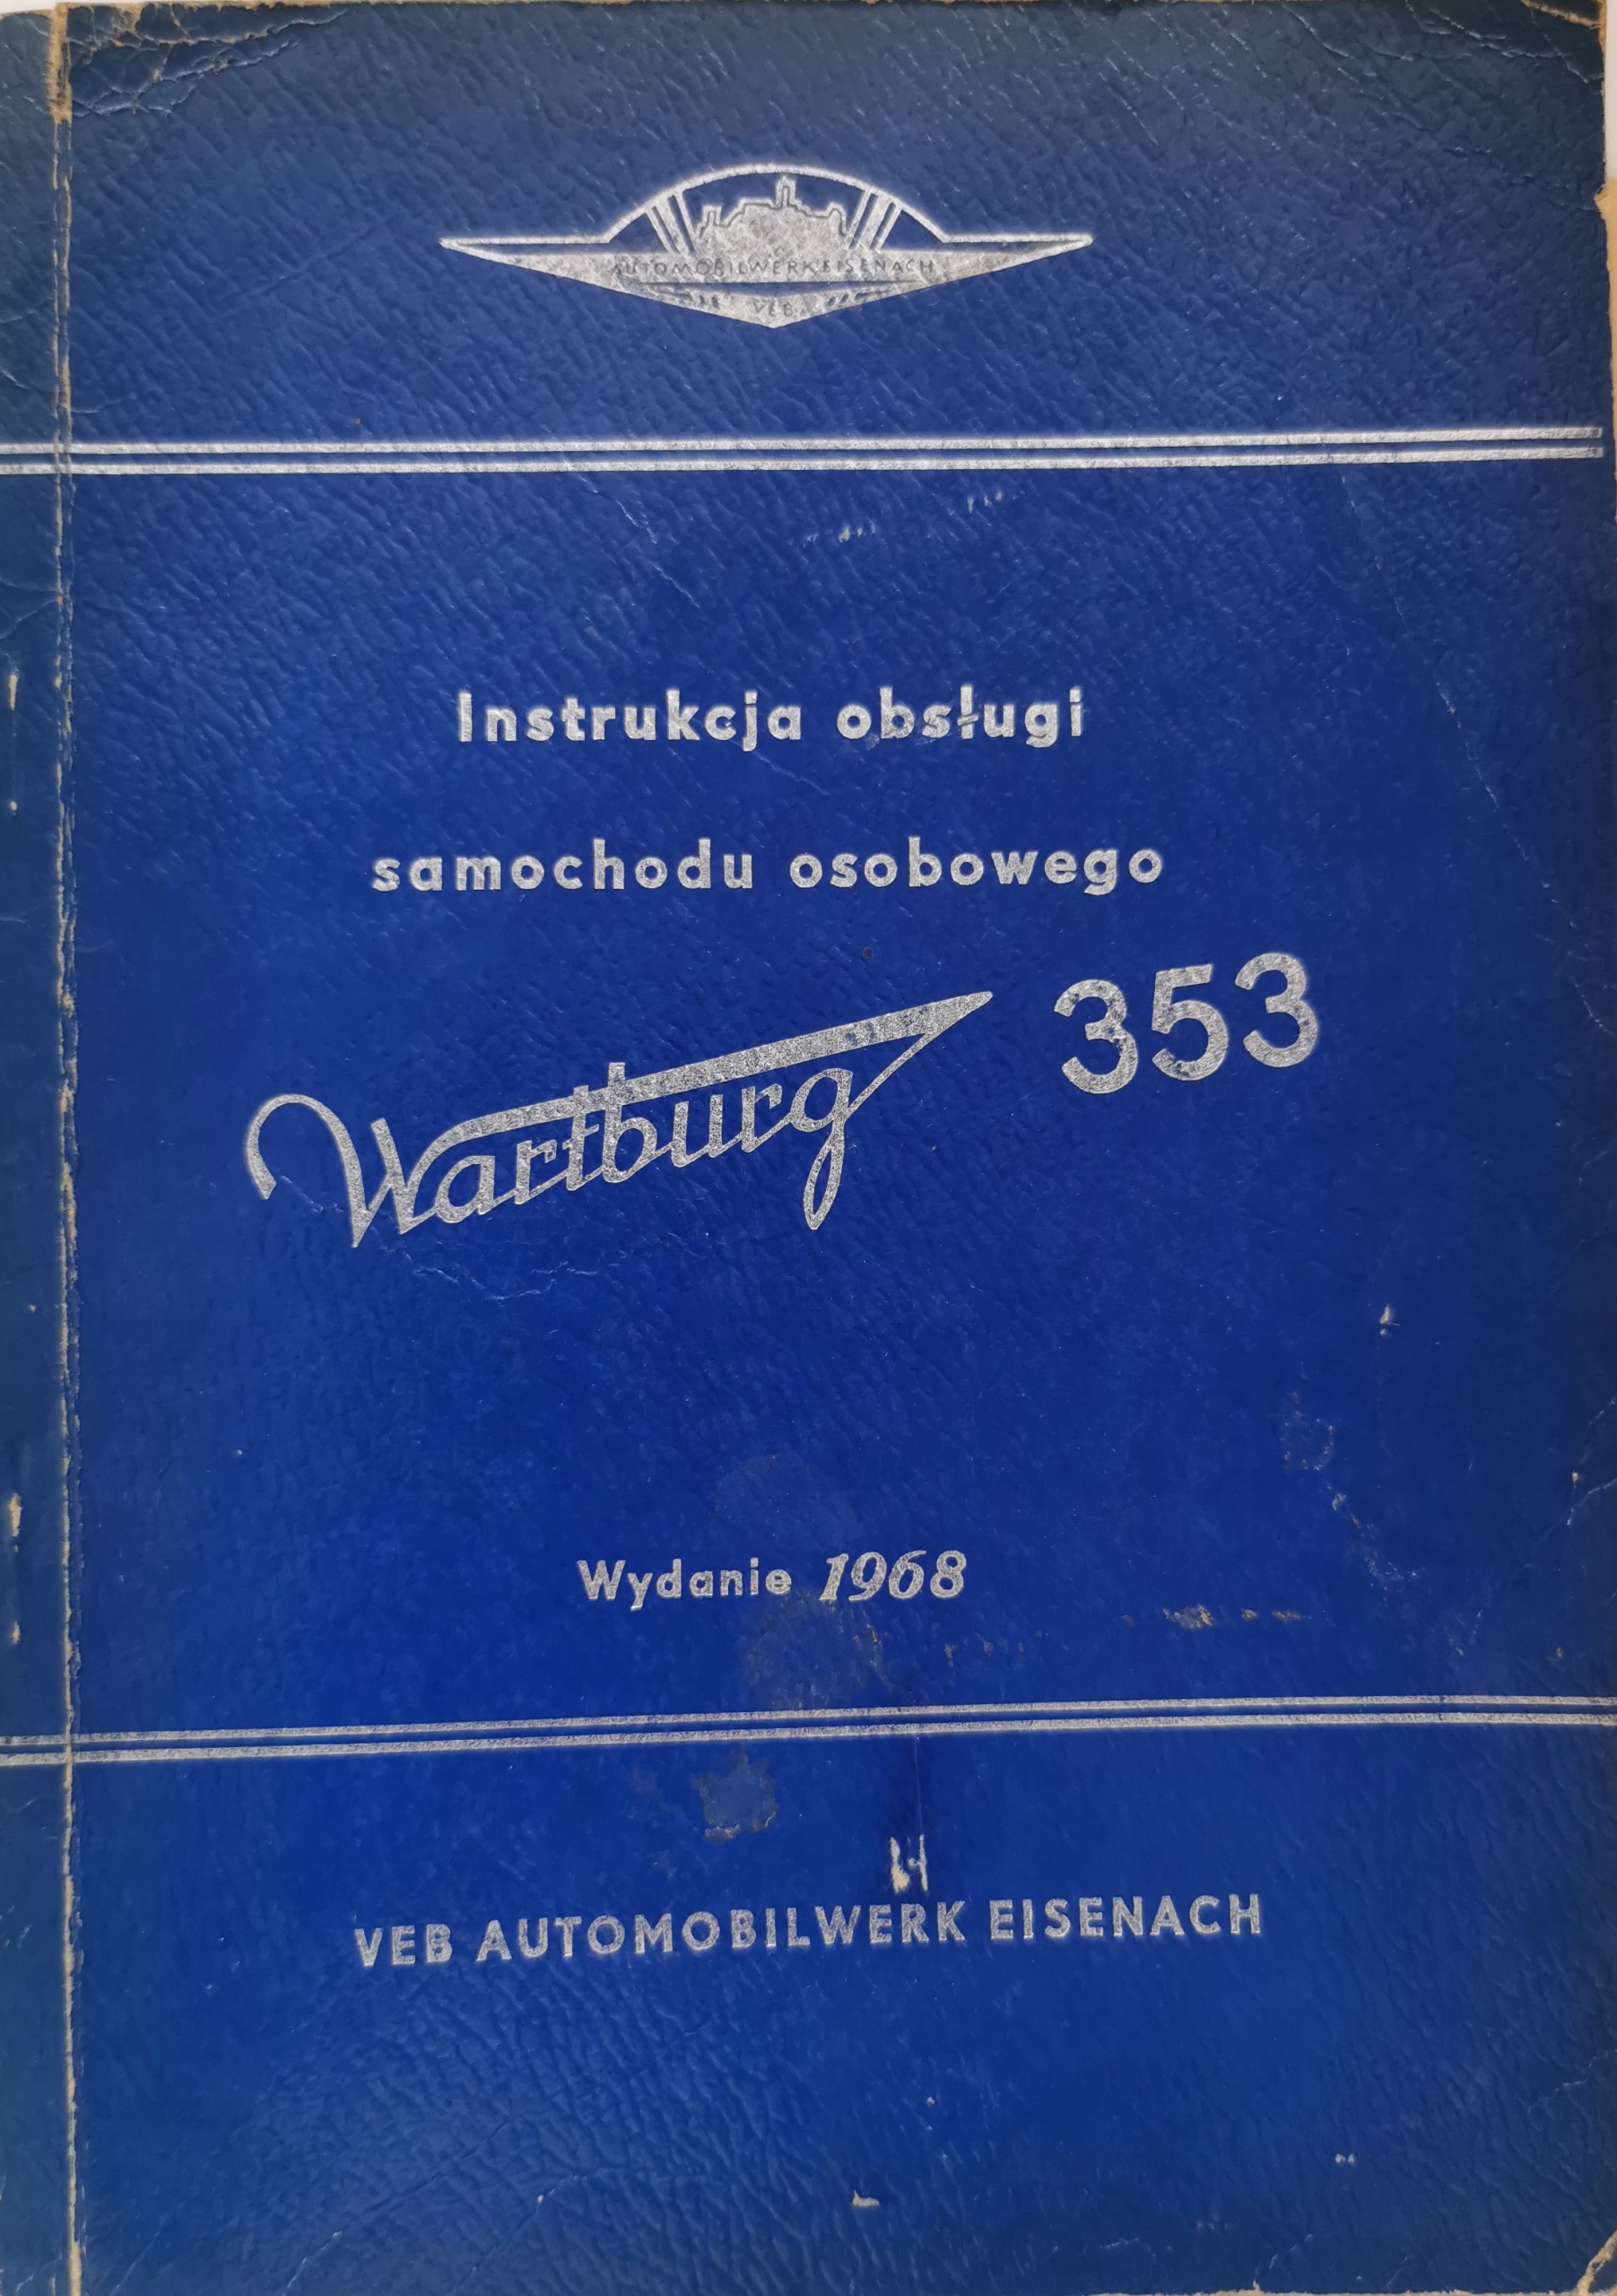 AUTOMOBILWERK EISENACH
VEB
Instrukcja obsługi
samochodu osobowego
Wartburg 353
Wydanie 1968
VEB AUTOMOBILWERK EISENACH